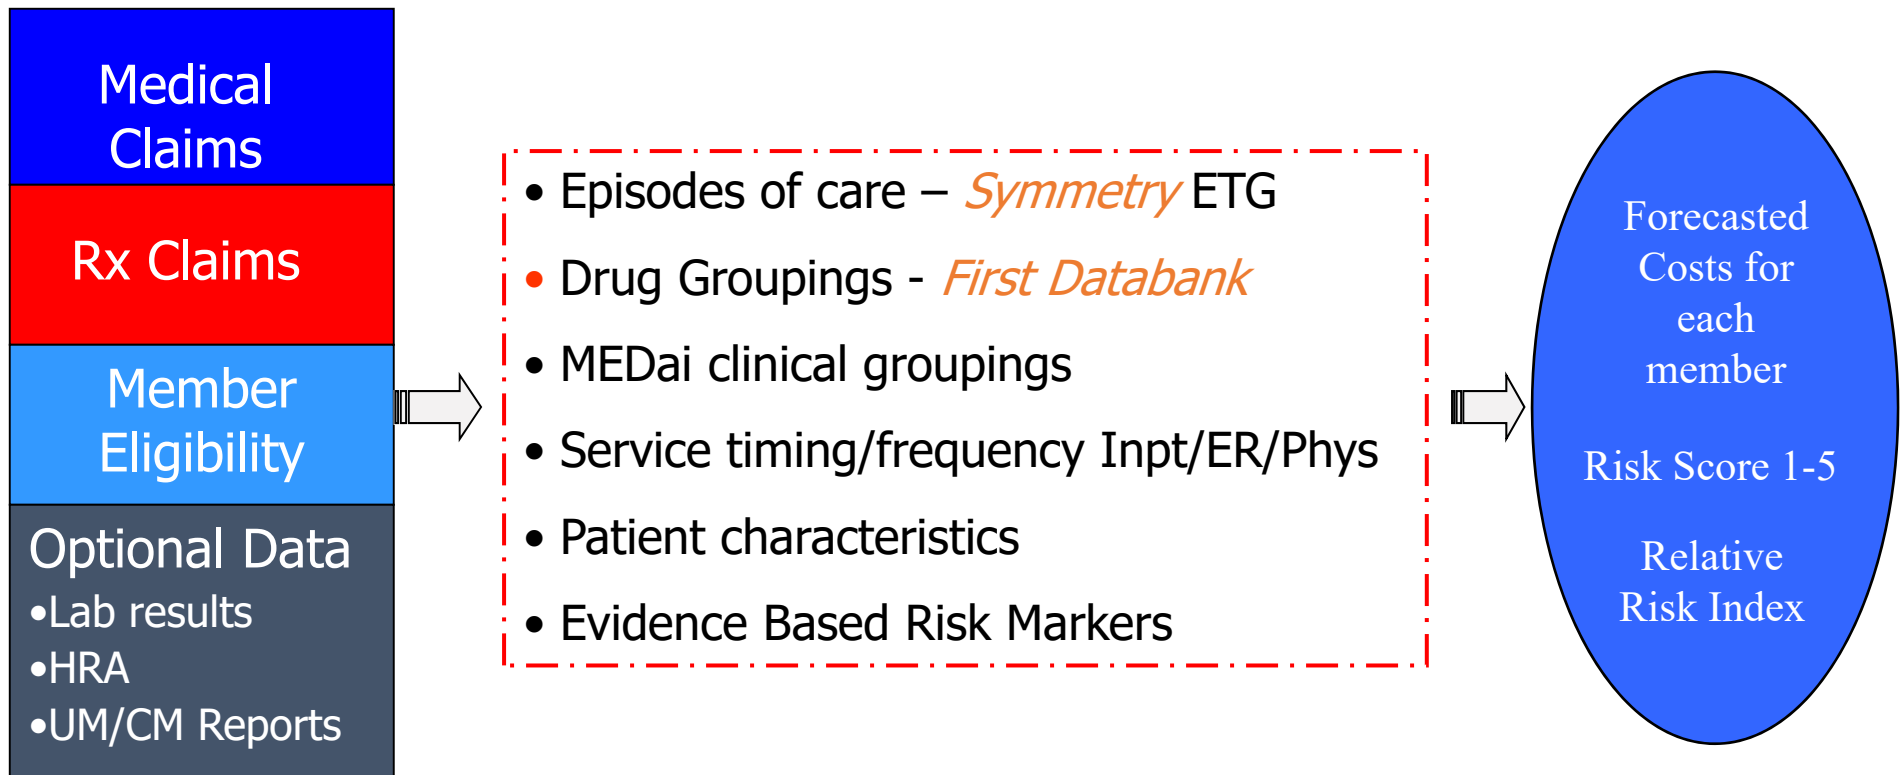 Medical
Claims
Rx Claims
Member
Eligibility
Optional Data
•Lab results
•HRA
•UM/CM Reports
• Episodes of care – Symmetry ETG
• Drug Groupings - First Databank
• MEDai clinical groupings
• Service timing/frequency Inpt/ER/Phys
• Patient characteristics
• Evidence Based Risk Markers
Forecasted
Costs for
each
member
Risk Score 1-5
Relative
Risk Index